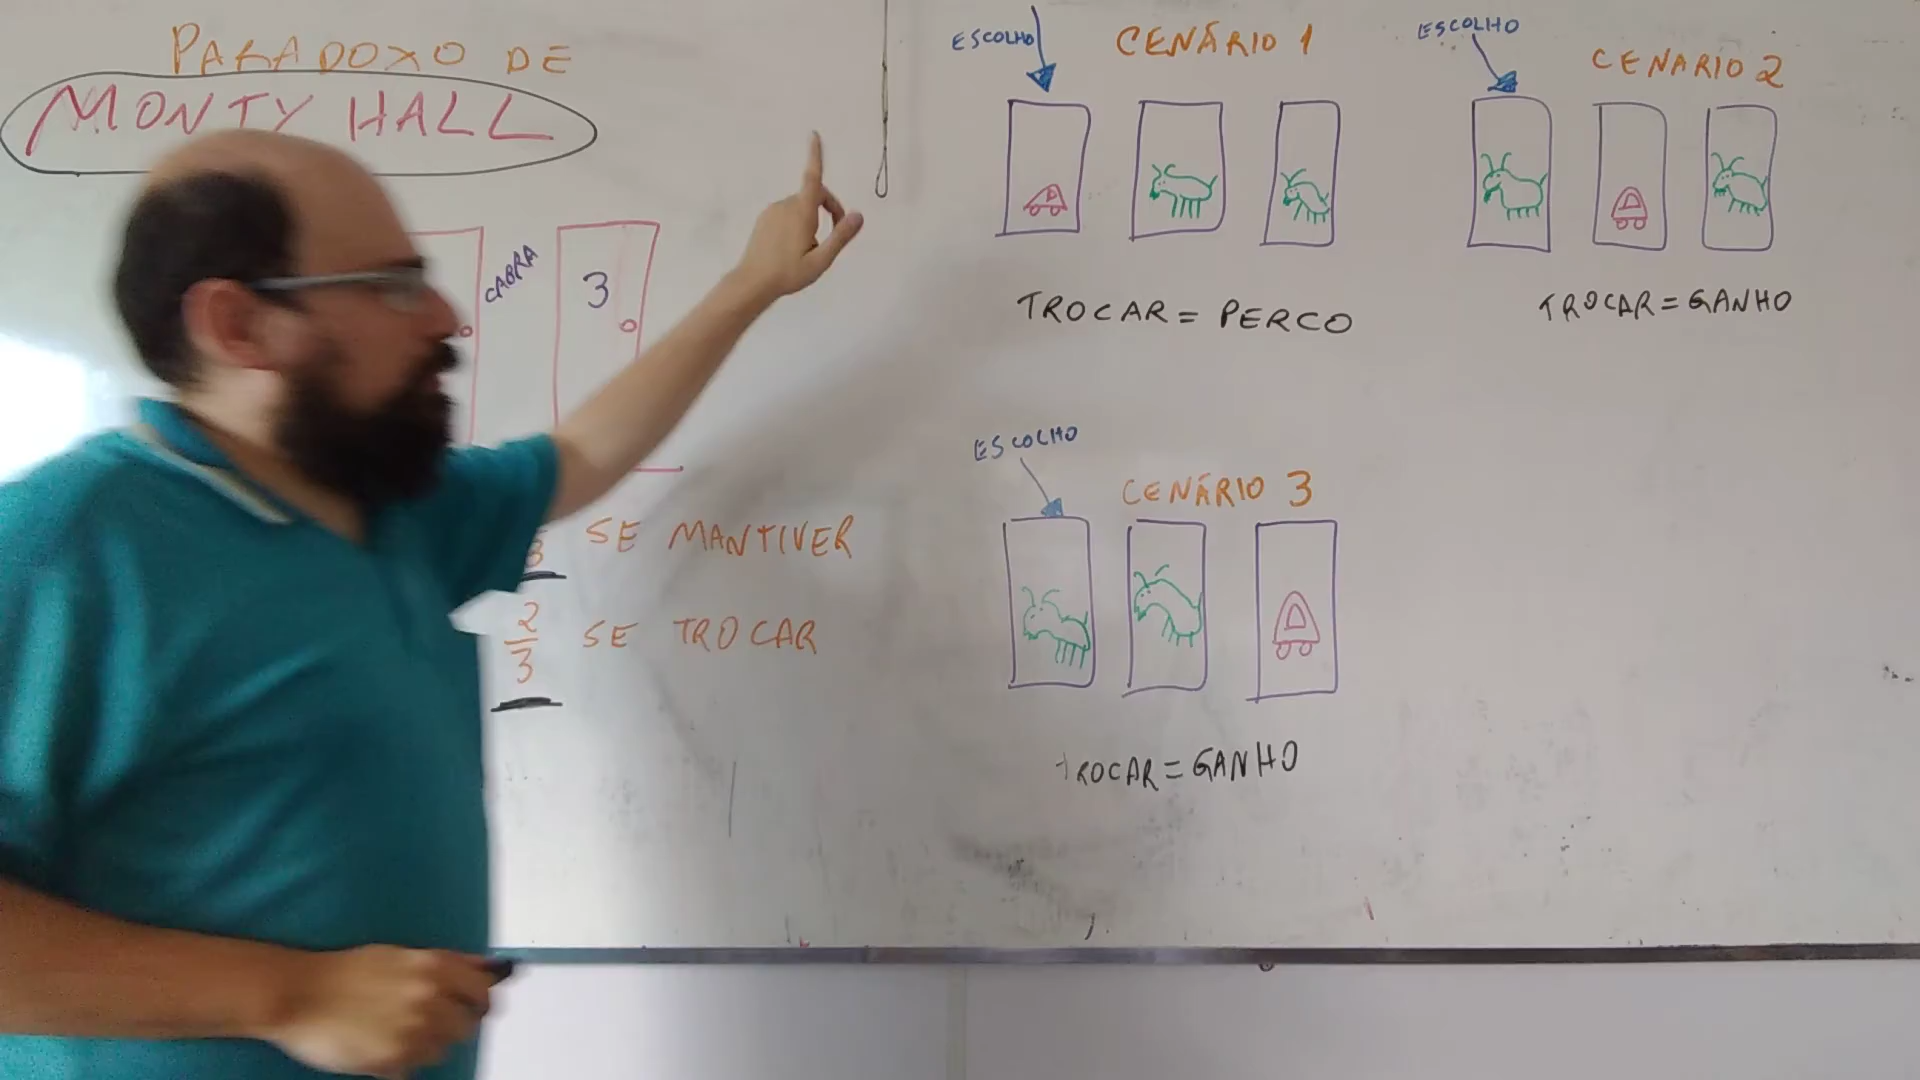 PARADOXO DE
MONTY HALL
CABRA
3
3 SE MANTIVER
2
3 SE TROCAR
ESCOLHO
CENÁRIO 1
TROCAR = PERCO
ESCOLHO
CENARIO 2
TROCAR = GANHO
ESCOLHO
CENÁRIO 3
TROCAR = GANHO